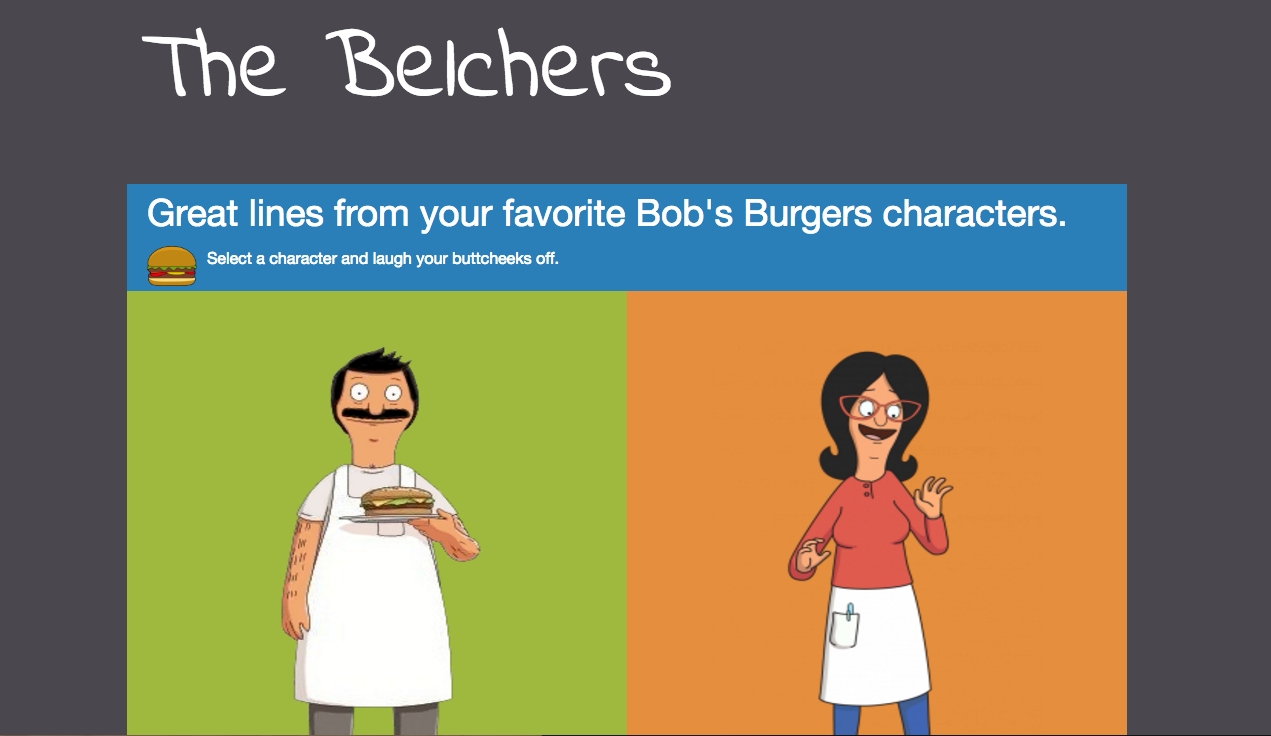 The Belchers
Great lines from your favorite Bob's Burgers characters.
Select a character and laugh your buttcheeks off.